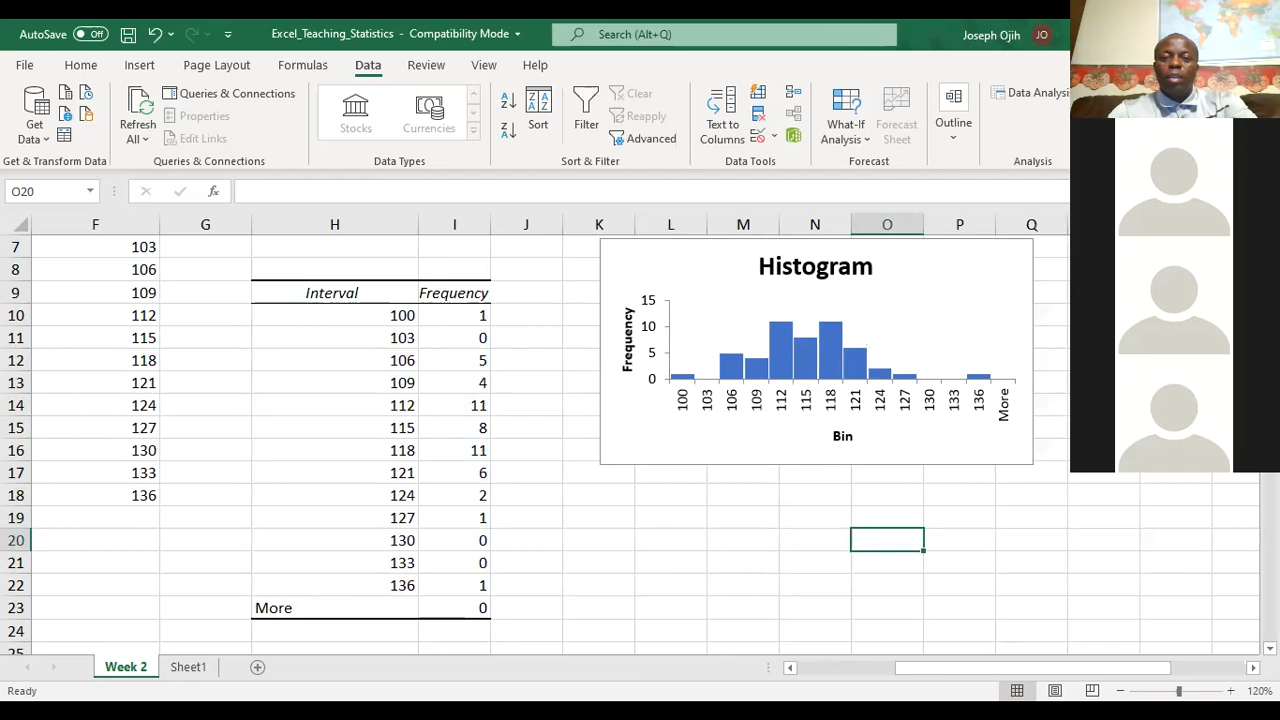 AutoSave Off Excel_Teaching_Statistics - Compatibility Mode Search (Alt+Q) Joseph Ojih JO
File Home Insert Page Layout Formulas Data Review View Help
Get Data
Refresh All
Queries & Connections
Properties
Edit Links
Stocks
Currencies
Sort
Filter
Clear
Reapply
Advanced
Text to Columns
What-If Analysis
Forecast Sheet
Outline
Data Analysis
Get & Transform Data Queries & Connections Data Types Sort & Filter Data Tools Forecast Analysis
O20 fx
F G H I J K L M N O P Q
7 103
8 106
9 109 Interval Frequency
10 112 100 1
11 115 103 0
12 118 106 5
13 121 109 4
14 124 112 11
15 127 115 8
16 130 118 11
17 133 121 6
18 136 124 2
19 127 1
20 130 0
21 133 0
22 136 1
23 More 0
24
25
Histogram
Frequency
15
10
5
0
100 103 106 109 112 115 118 121 124 127 130 133 136 More
Bin
Week 2 Sheet1
Ready 120%